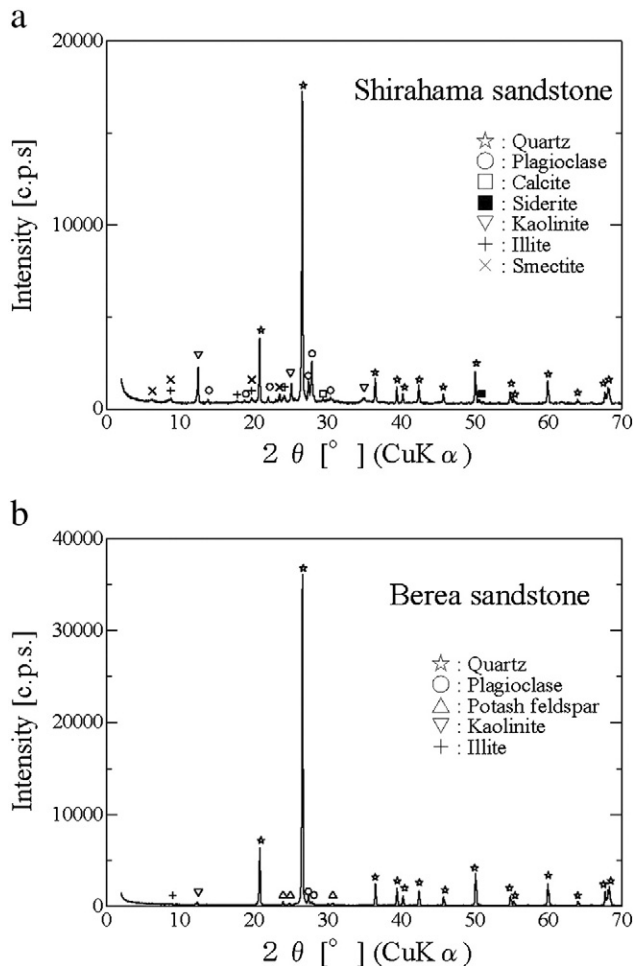 a
20000
Shirahama sandstone
☆ : Quartz
○ : Plagioclase
□ : Calcite
■ : Siderite
▽ : Kaolinite
+ : Illite
× : Smectite
10000
Intensity [c.p.s]
0
0 10 20 30 40 50 60 70
2 θ [° ] (CuK α)
b
40000
Berea sandstone
30000
☆ : Quartz
○ : Plagioclase
△ : Potash feldspar
▽ : Kaolinite
+ : Illite
20000
Intensity [c.p.s.]
10000
0
0 10 20 30 40 50 60 70
2 θ [° ] (CuK α)